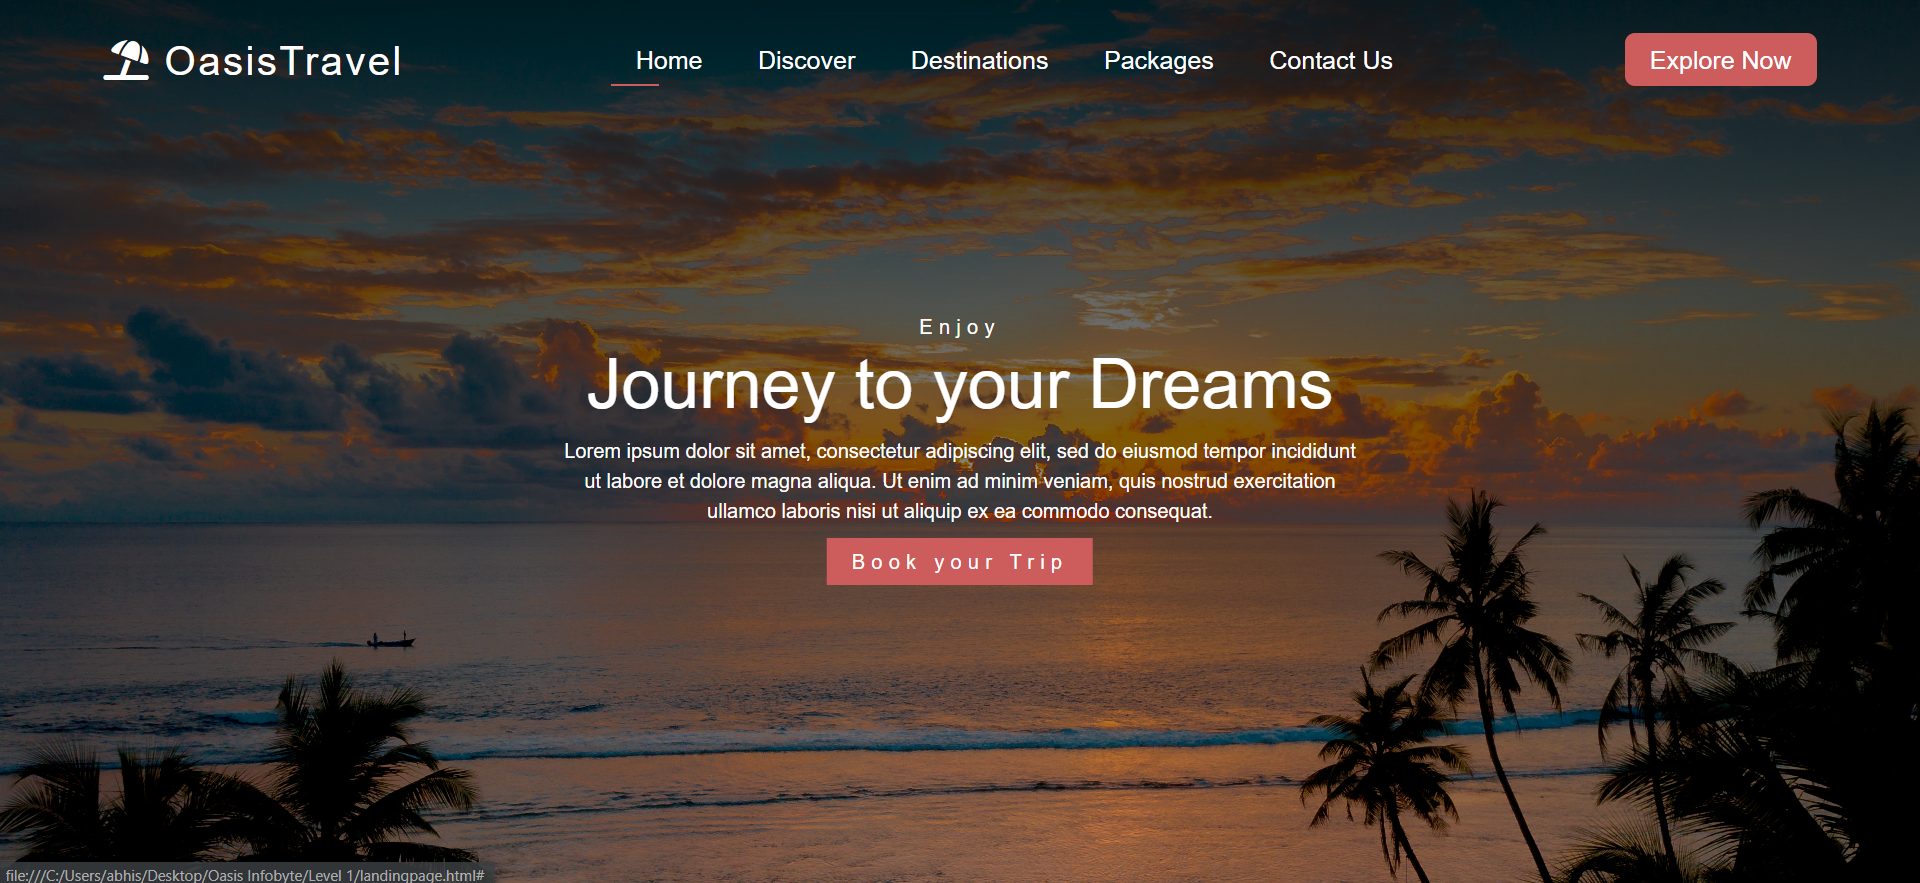 OasisTravel
Home Discover Destinations Packages Contact Us
Explore Now
Enjoy
Journey to your Dreams
Lorem ipsum dolor sit amet, consectetur adipiscing elit, sed do eiusmod tempor incididunt
ut labore et dolore magna aliqua. Ut enim ad minim veniam, quis nostrud exercitation
ullamco laboris nisi ut aliquip ex ea commodo consequat.
Book your Trip
file:///C:/Users/abhis/Desktop/Oasis Infobyte/Level 1/landingpage.html#